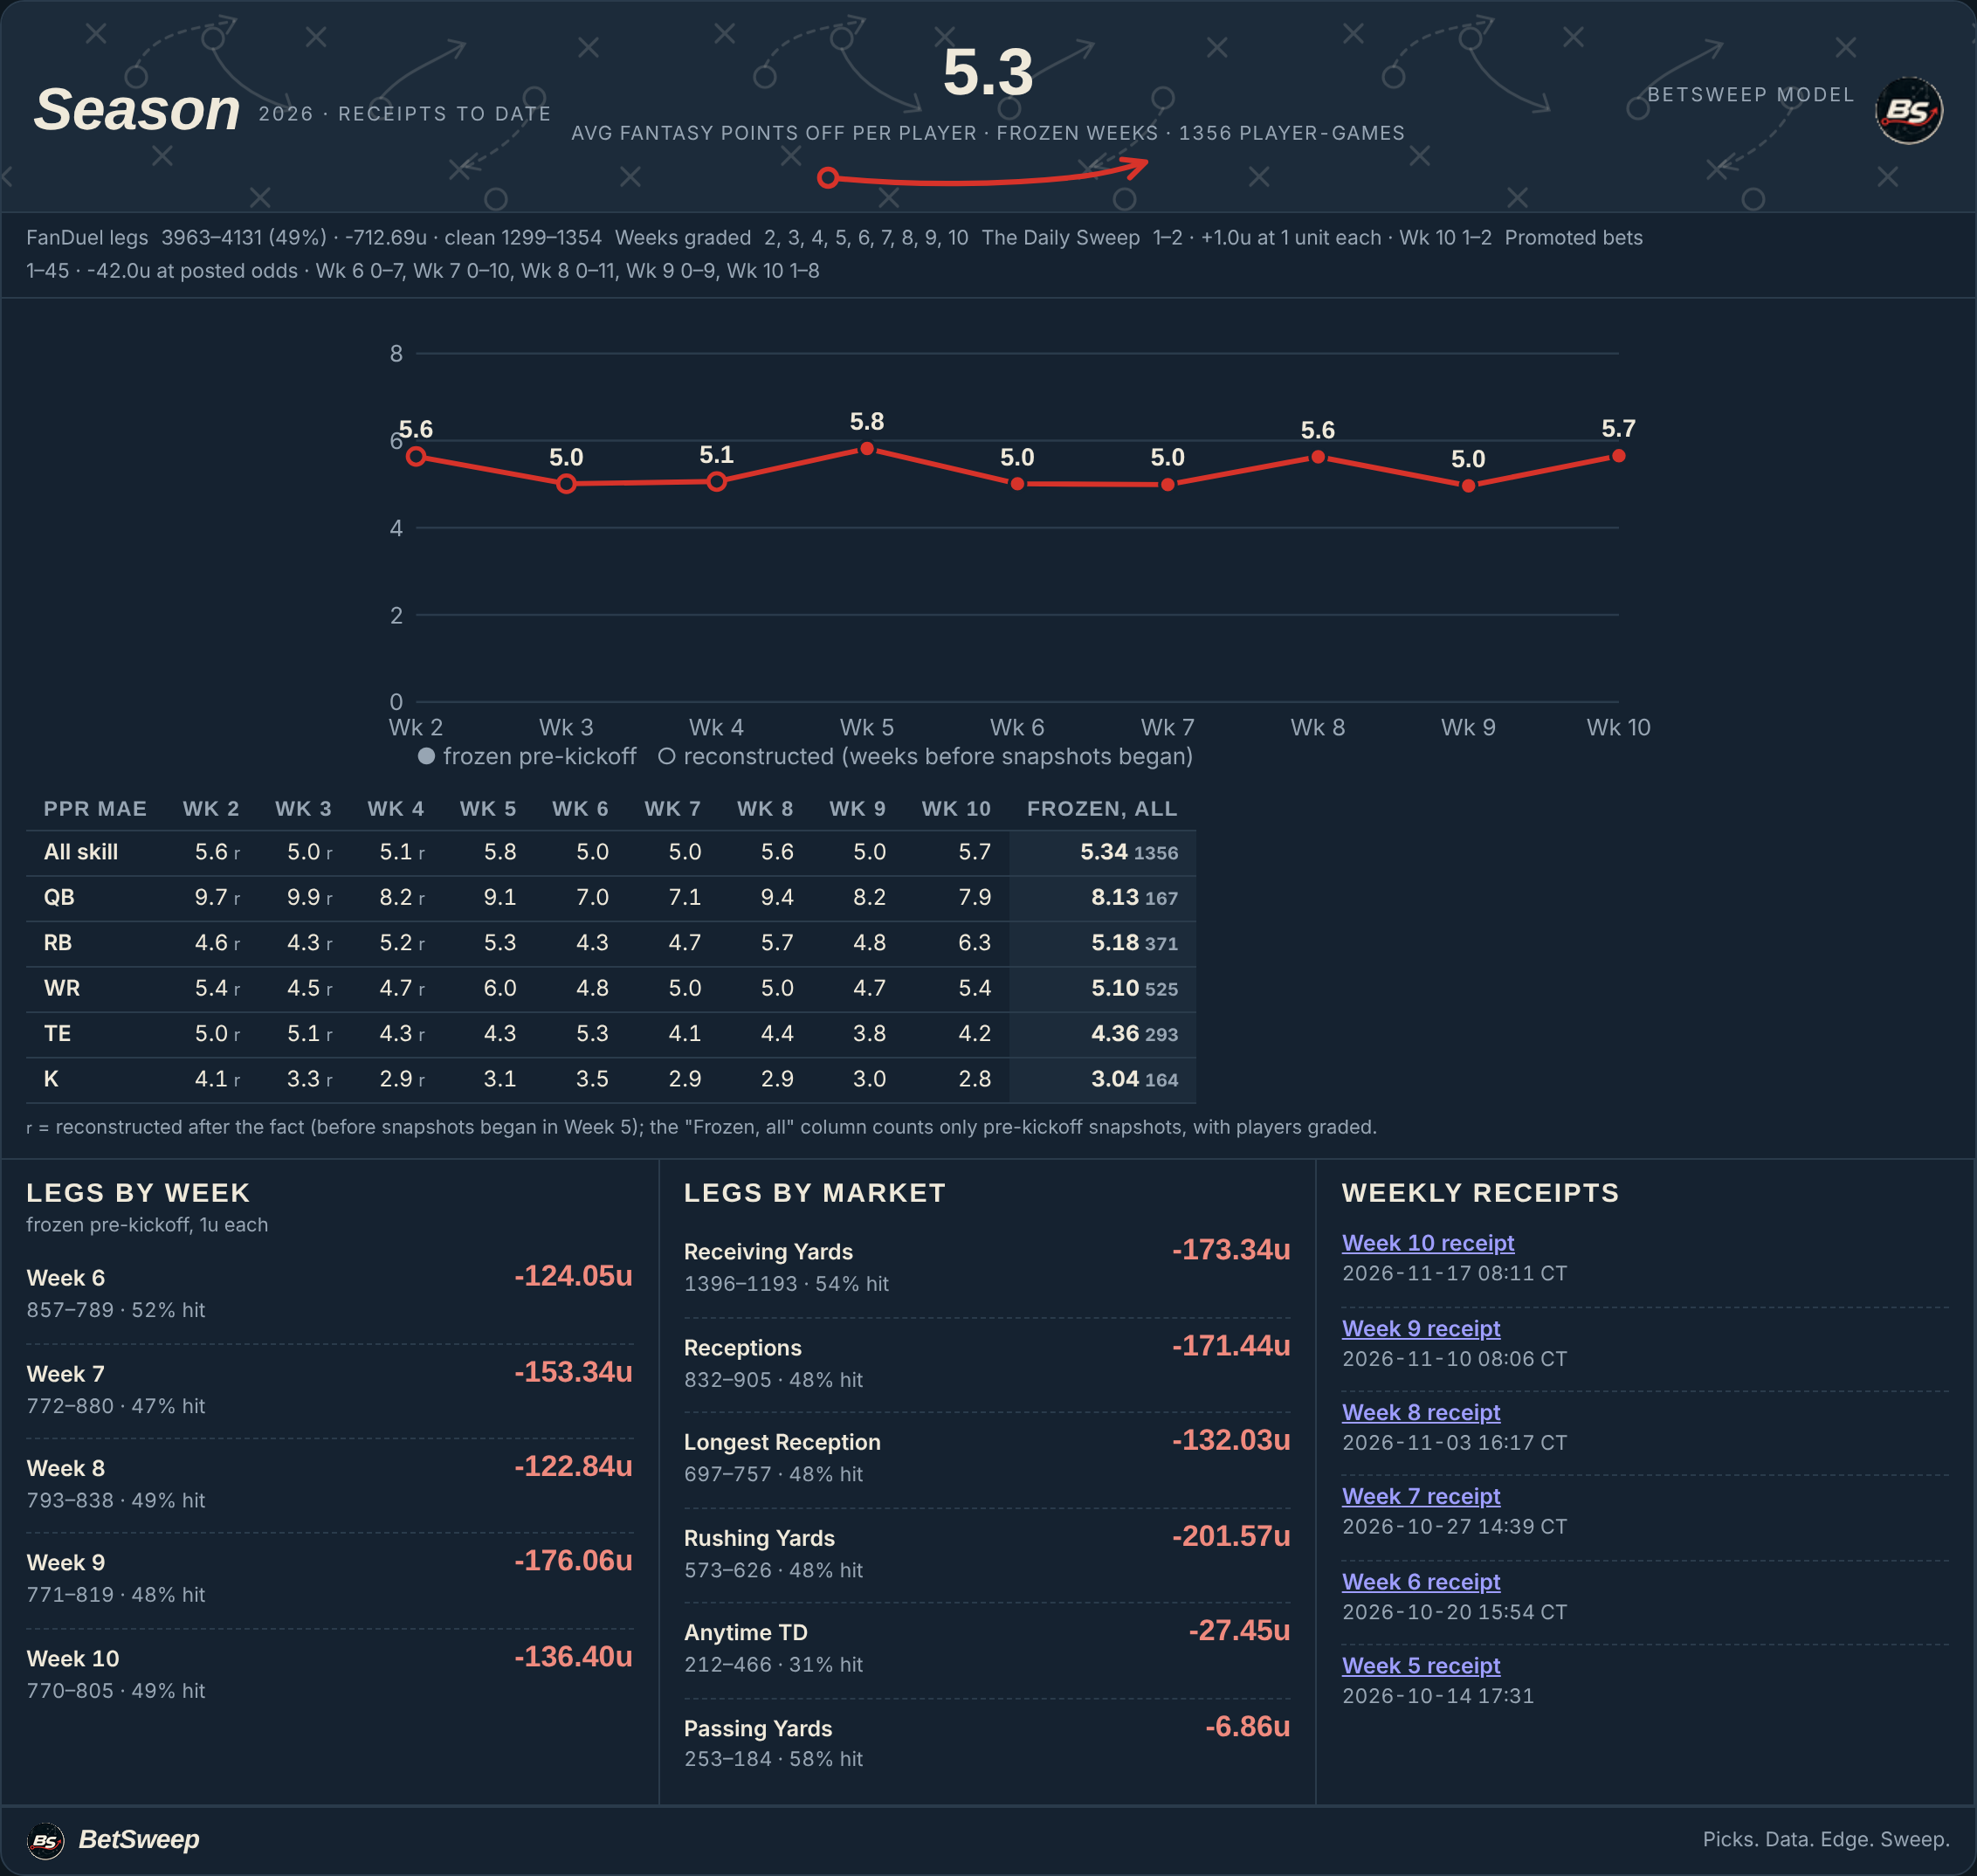 Season 2026 · RECEIPTS TO DATE
5.3
AVG FANTASY POINTS OFF PER PLAYER · FROZEN WEEKS · 1356 PLAYER-GAMES
BETSWEEP MODEL
BS
FanDuel legs 3963–4131 (49%) · -712.69u · clean 1299–1354 Weeks graded 2, 3, 4, 5, 6, 7, 8, 9, 10 The Daily Sweep 1–2 · +1.0u at 1 unit each · Wk 10 1–2 Promoted bets
1–45 · -42.0u at posted odds · Wk 6 0–7, Wk 7 0–10, Wk 8 0–11, Wk 9 0–9, Wk 10 1–8
8
6
4
2
0
5.6 5.0 5.1 5.8 5.0 5.0 5.6 5.0 5.7
Wk 2 Wk 3 Wk 4 Wk 5 Wk 6 Wk 7 Wk 8 Wk 9 Wk 10
frozen pre-kickoff reconstructed (weeks before snapshots began)
PPR MAE WK 2 WK 3 WK 4 WK 5 WK 6 WK 7 WK 8 WK 9 WK 10 FROZEN, ALL
All skill 5.6 r 5.0 r 5.1 r 5.8 5.0 5.0 5.6 5.0 5.7 5.34 1356
QB 9.7 r 9.9 r 8.2 r 9.1 7.0 7.1 9.4 8.2 7.9 8.13 167
RB 4.6 r 4.3 r 5.2 r 5.3 4.3 4.7 5.7 4.8 6.3 5.18 371
WR 5.4 r 4.5 r 4.7 r 6.0 4.8 5.0 5.0 4.7 5.4 5.10 525
TE 5.0 r 5.1 r 4.3 r 4.3 5.3 4.1 4.4 3.8 4.2 4.36 293
K 4.1 r 3.3 r 2.9 r 3.1 3.5 2.9 2.9 3.0 2.8 3.04 164
r = reconstructed after the fact (before snapshots began in Week 5); the "Frozen, all" column counts only pre-kickoff snapshots, with players graded.
LEGS BY WEEK
frozen pre-kickoff, 1u each
Week 6 -124.05u
857–789 · 52% hit
Week 7 -153.34u
772–880 · 47% hit
Week 8 -122.84u
793–838 · 49% hit
Week 9 -176.06u
771–819 · 48% hit
Week 10 -136.40u
770–805 · 49% hit
LEGS BY MARKET
Receiving Yards -173.34u
1396–1193 · 54% hit
Receptions -171.44u
832–905 · 48% hit
Longest Reception -132.03u
697–757 · 48% hit
Rushing Yards -201.57u
573–626 · 48% hit
Anytime TD -27.45u
212–466 · 31% hit
Passing Yards -6.86u
253–184 · 58% hit
WEEKLY RECEIPTS
Week 10 receipt
2026-11-17 08:11 CT
Week 9 receipt
2026-11-10 08:06 CT
Week 8 receipt
2026-11-03 16:17 CT
Week 7 receipt
2026-10-27 14:39 CT
Week 6 receipt
2026-10-20 15:54 CT
Week 5 receipt
2026-10-14 17:31
BS BetSweep
Picks. Data. Edge. Sweep.